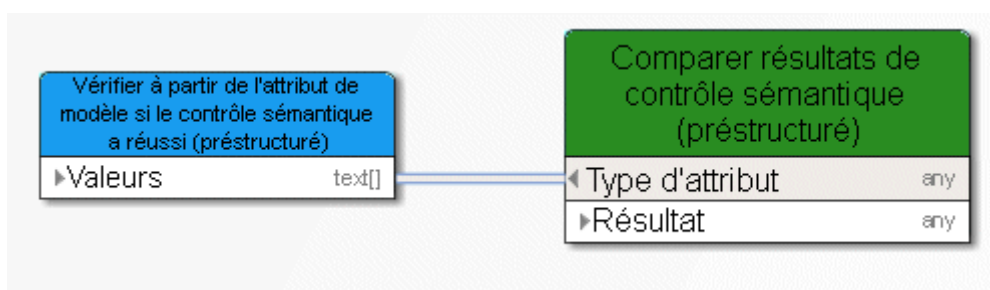 Vérifier à partir de l'attribut de
modèle si le contrôle sémantique
a réussi (préstructuré)
Valeurs text[]
Comparer résultats de
contrôle sémantique
(préstructuré)
Type d'attribut any
Résultat any